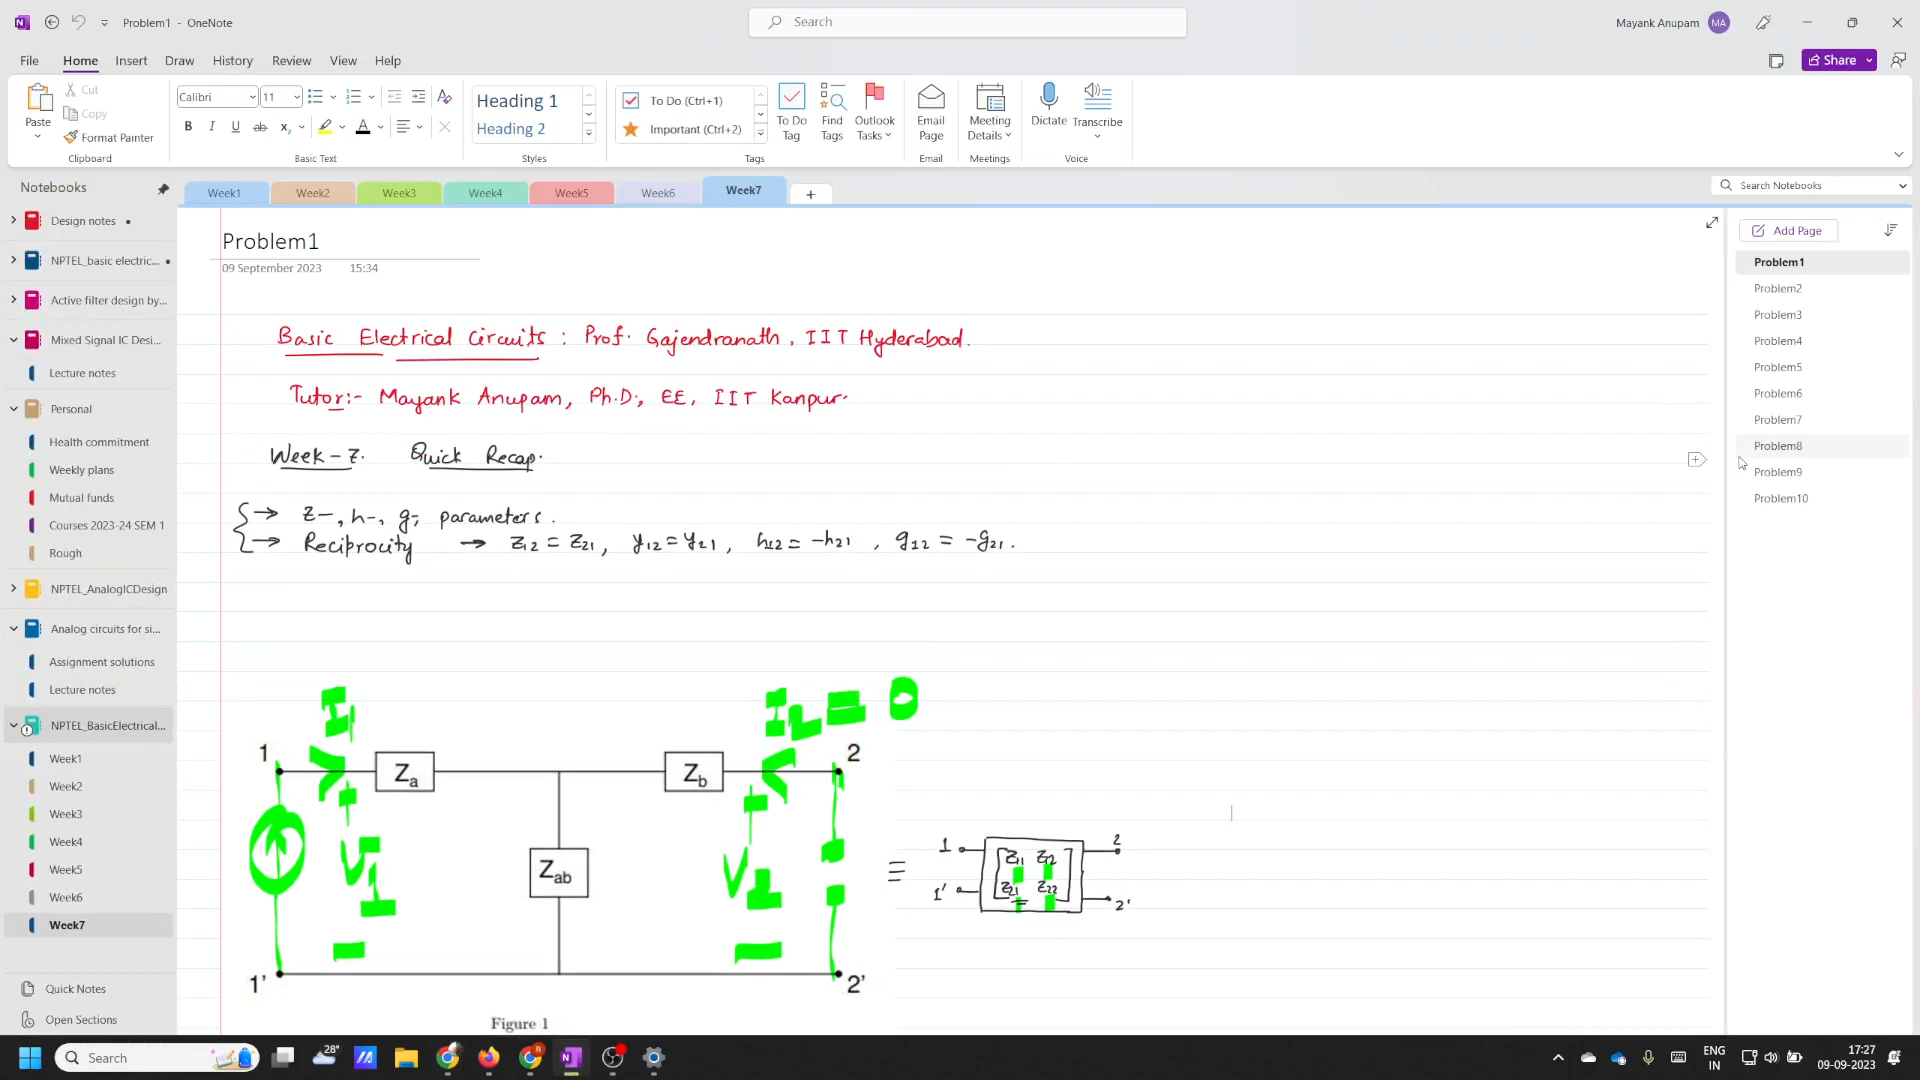 Problem1 - OneNote
Search
Mayank Anupam MA
File Home Insert Draw History Review View Help
Share
Paste
Cut
Copy
Format Painter
Clipboard
Calibri 11
B I U ab x₂ A
Basic Text
Heading 1
Heading 2
Styles
To Do (Ctrl+1)
Important (Ctrl+2)
To Do Tag
Find Tags
Outlook Tasks
Tags
Email Page
Email
Meeting Details
Meetings
Dictate
Transcribe
Voice
Notebooks
Week1 Week2 Week3 Week4 Week5 Week6 Week7 +
Search Notebooks
Design notes
NPTEL_basic electric...
Active filter design by...
Mixed Signal IC Desi...
Lecture notes
Personal
Health commitment
Weekly plans
Mutual funds
Courses 2023-24 SEM 1
Rough
NPTEL_AnalogICDesign
Analog circuits for si...
Assignment solutions
Lecture notes
NPTEL_BasicElectrical...
Week1
Week2
Week3
Week4
Week5
Week6
Week7
Quick Notes
Open Sections
Problem1
09 September 2023 15:34
Basic Electrical Circuits : Prof. Gajendranath, IIT Hyderabad.
Tutor:- Mayank Anupam, Ph.D., EE, IIT Kanpur.
Week-7. Quick Recap.
→ z-, h-, g- parameters.
→ Reciprocity → z12 = z21, y12 = y21, h12 = -h21, g12 = -g21.
I1 I2 = 0
1 Za Zb 2
+ +
V1 Zab V2
- -
1' 2'
≡
1 Z11 Z12 2
1' Z21 Z22 2'
Figure 1
Add Page
Problem1
Problem2
Problem3
Problem4
Problem5
Problem6
Problem7
Problem8
Problem9
Problem10
Search
28°
ENG
IN
17:27
09-09-2023